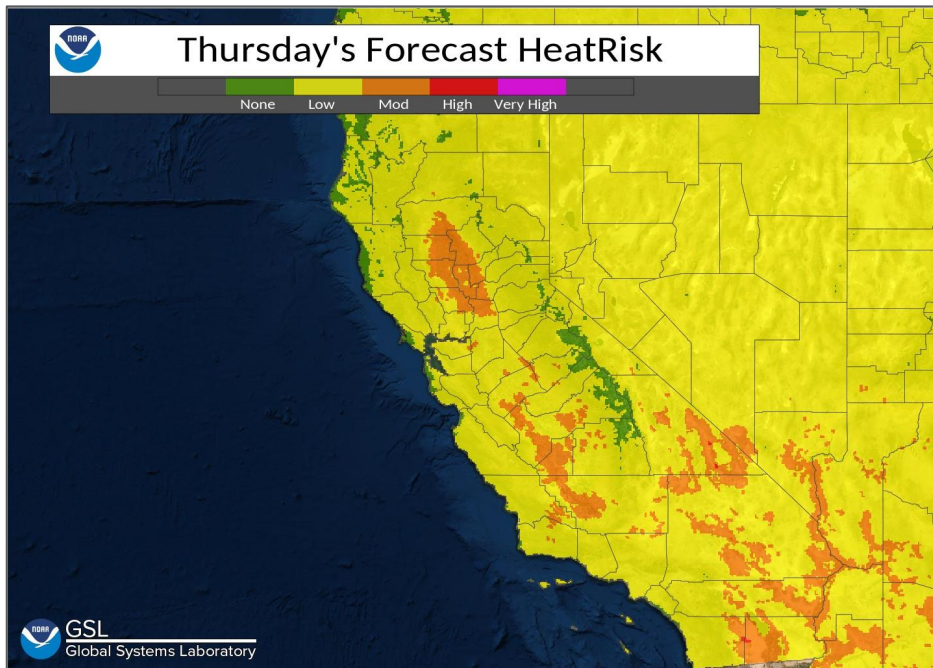 NOAA
Thursday's Forecast HeatRisk
None Low Mod High Very High
NOAA
GSL
Global Systems Laboratory